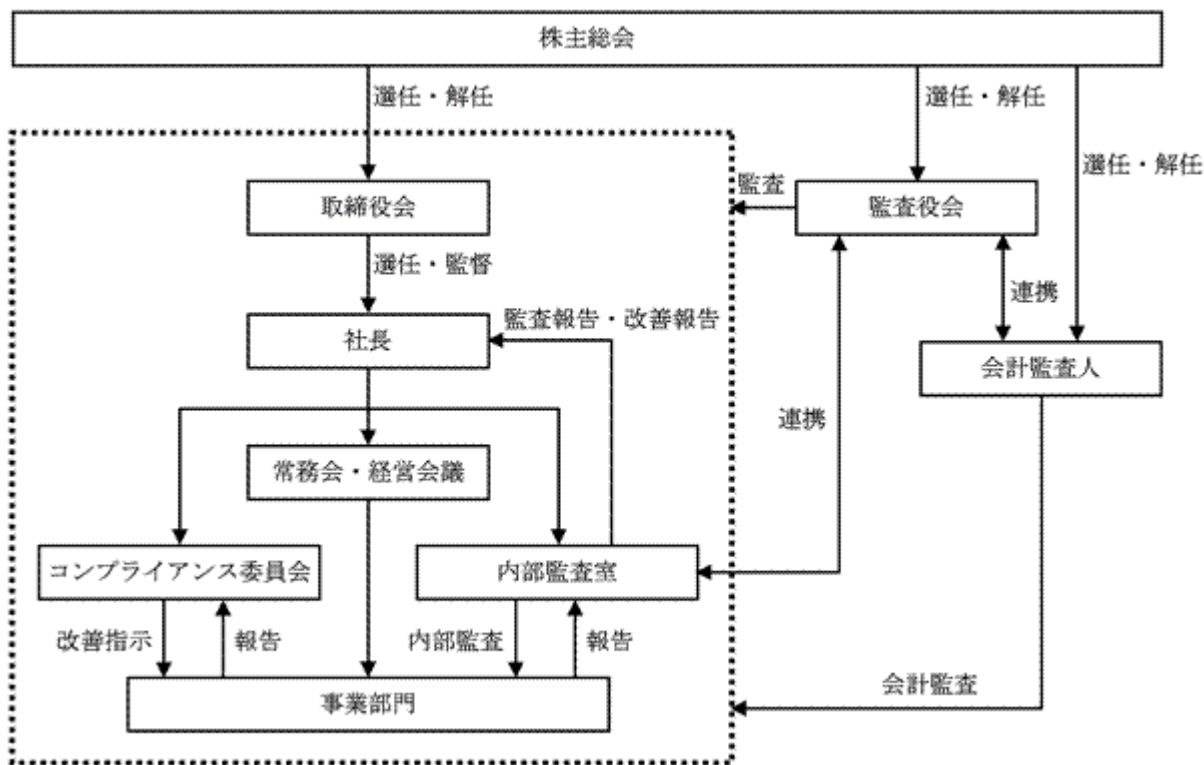 株主総会
選任・解任
選任・解任
選任・解任
取締役会
監査
監査役会
選任・監督
連携
社長
監査報告・改善報告
会計監査人
連携
常務会・経営会議
コンプライアンス委員会
内部監査室
改善指示
報告
内部監査
報告
会計監査
事業部門